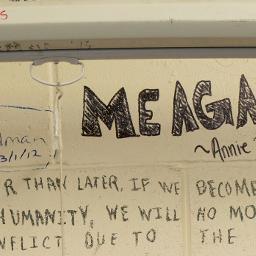 S
MEAGA
~Annie~
dman
3/1/12
R THAN LATER, IF WE BECOME
HUMANITY, WE WILL NO MO
NFLICT DUE TO THE